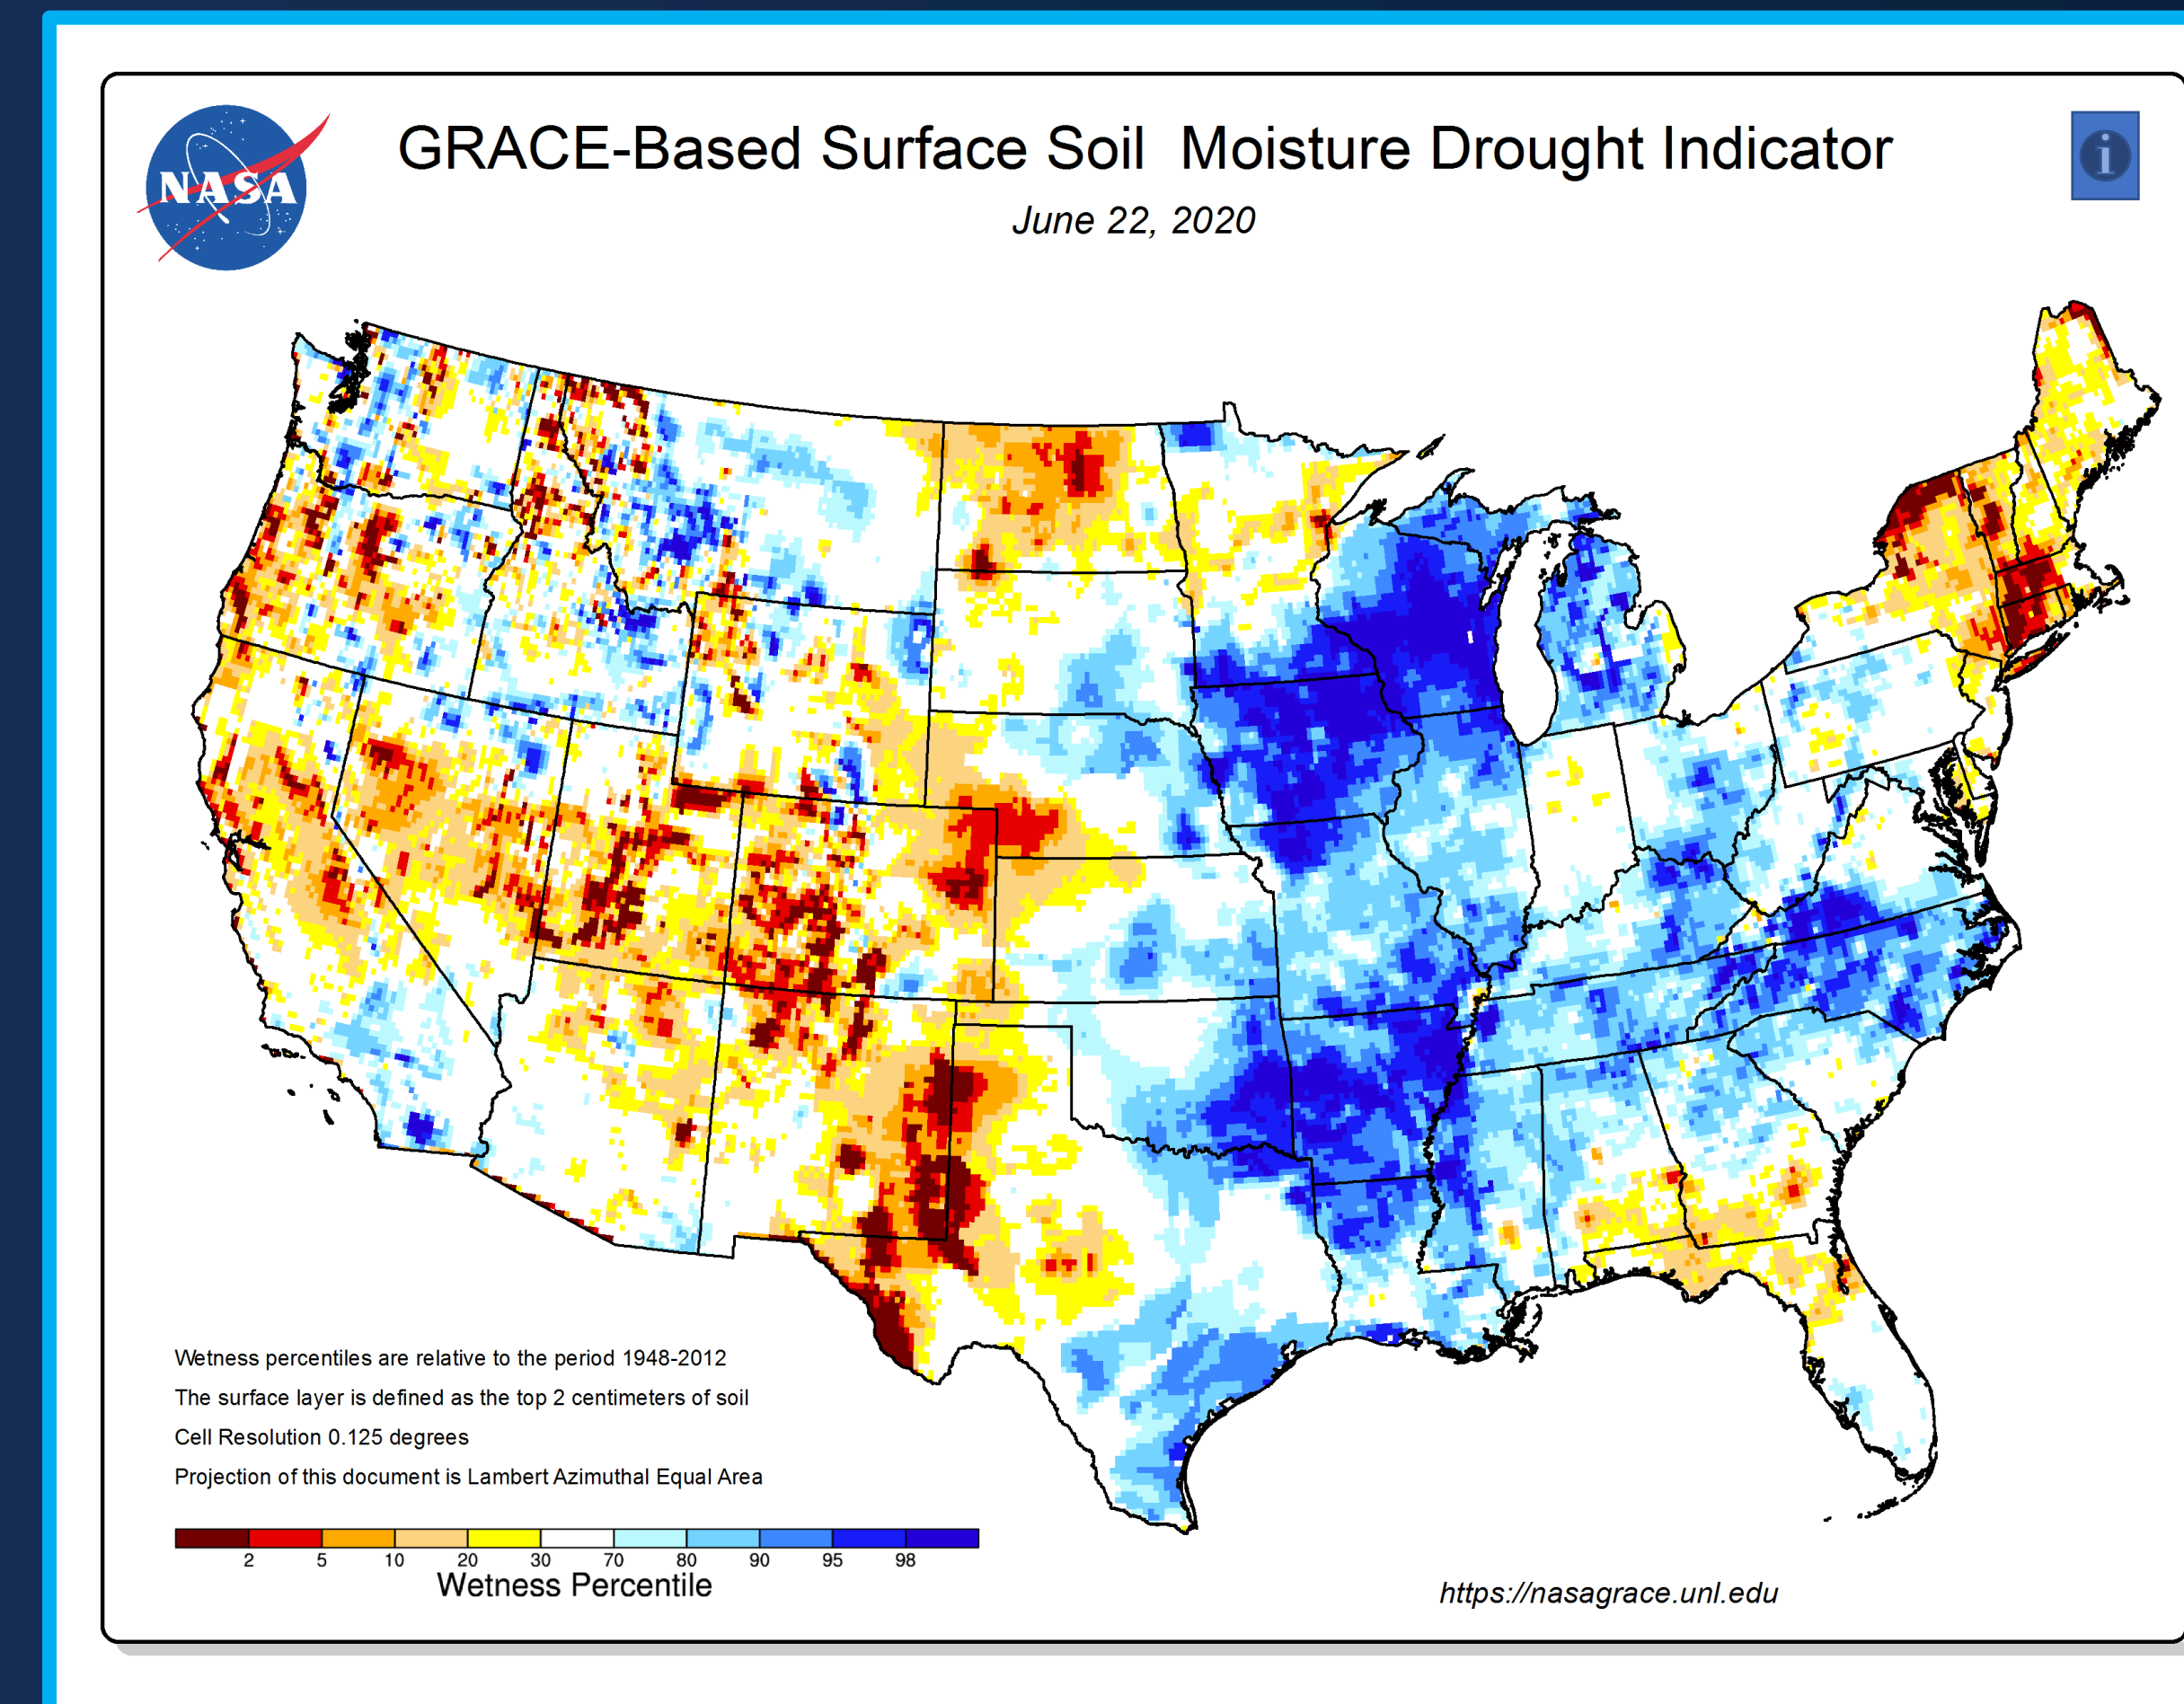 NASA
GRACE-Based Surface Soil  Moisture Drought Indicator
i
June 22, 2020
Wetness percentiles are relative to the period 1948-2012
The surface layer is defined as the top 2 centimeters of soil
Cell Resolution 0.125 degrees
Projection of this document is Lambert Azimuthal Equal Area
2 5 10 20 30 70 80 90 95 98
Wetness Percentile
https://nasagrace.unl.edu